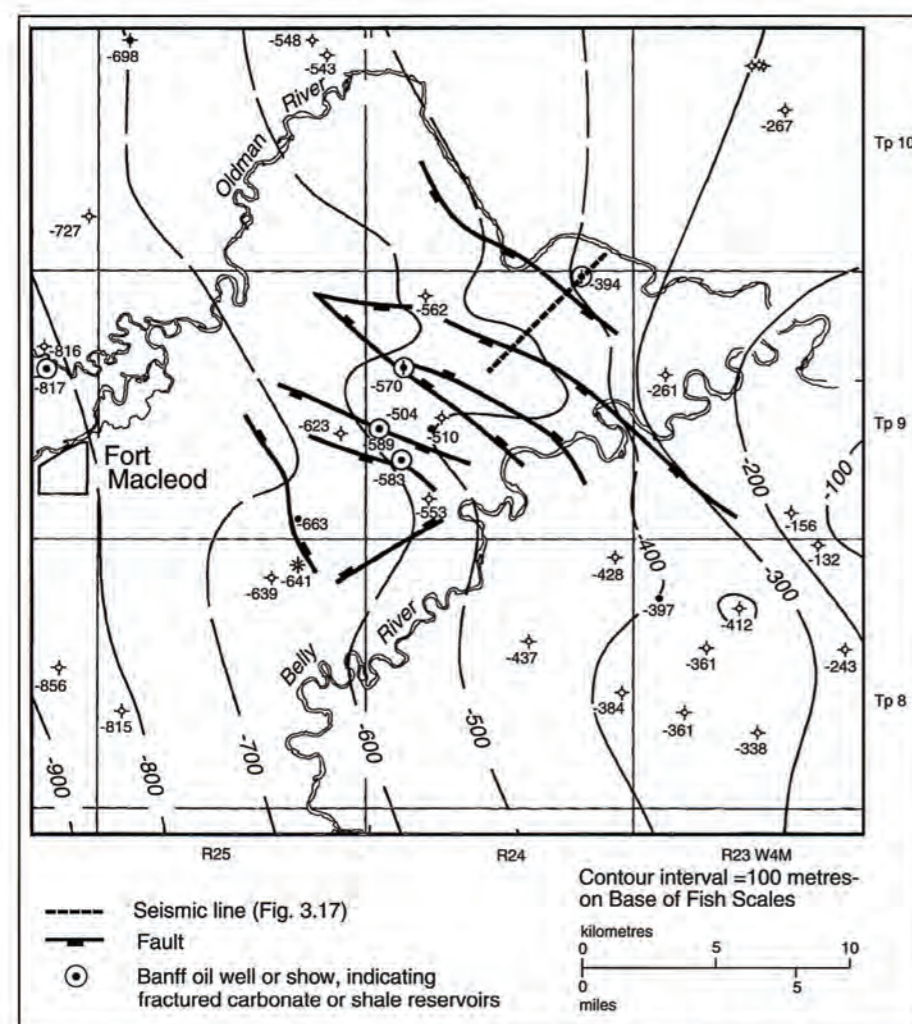 -698
-548
-543
-267
Tp 10
Oldman River
-727
-394
-562
-816
-817
-570
-261
-504
-623
-510
-589
-583
Tp 9
Fort
Macleod
-553
-200
-100
-663
-156
-132
-400
-428
-641
-639
-300
-397
-412
Belly River
-437
-361
-243
-856
-384
-815
-361
Tp 8
-338
-900
-800
-700
-600
-500
R25
R24
R23 W4M
Contour interval =100 metres-
on Base of Fish Scales
Seismic line (Fig. 3.17)
kilometres
Fault
0 5 10
Banff oil well or show, indicating
fractured carbonate or shale reservoirs
0 5
miles